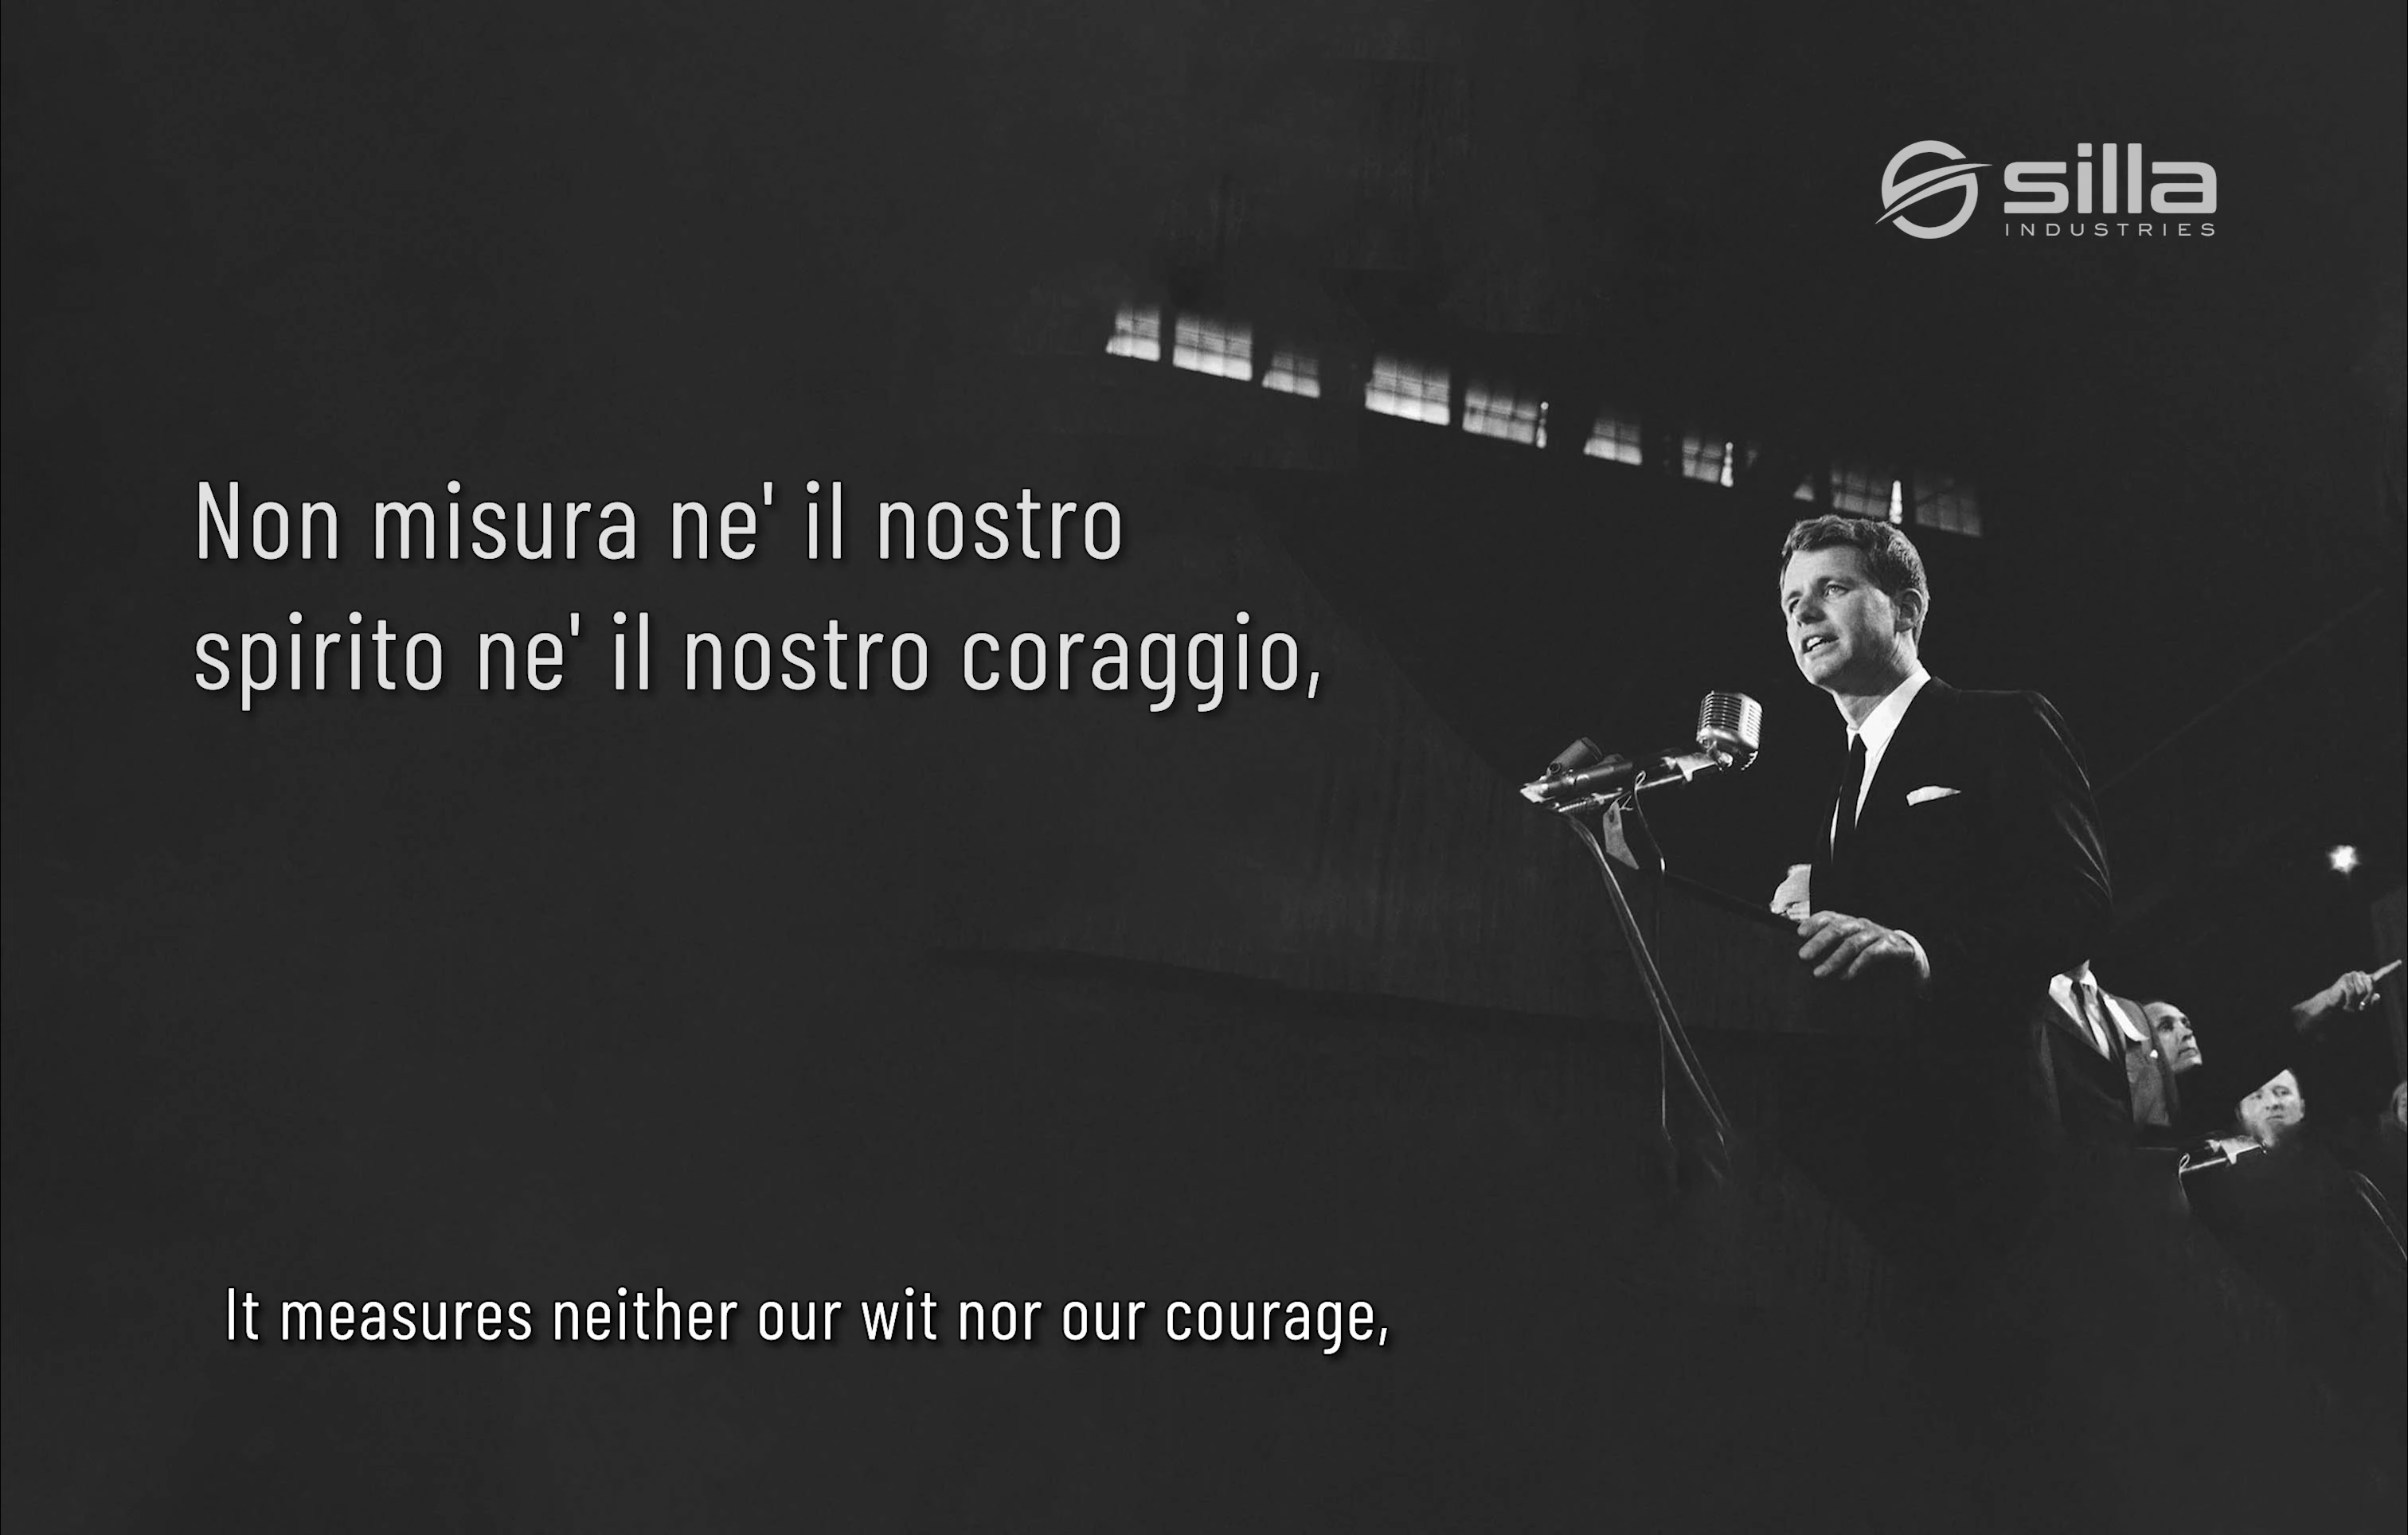 silla
INDUSTRIES
Non misura ne' il nostro
spirito ne' il nostro coraggio,
It measures neither our wit nor our courage,